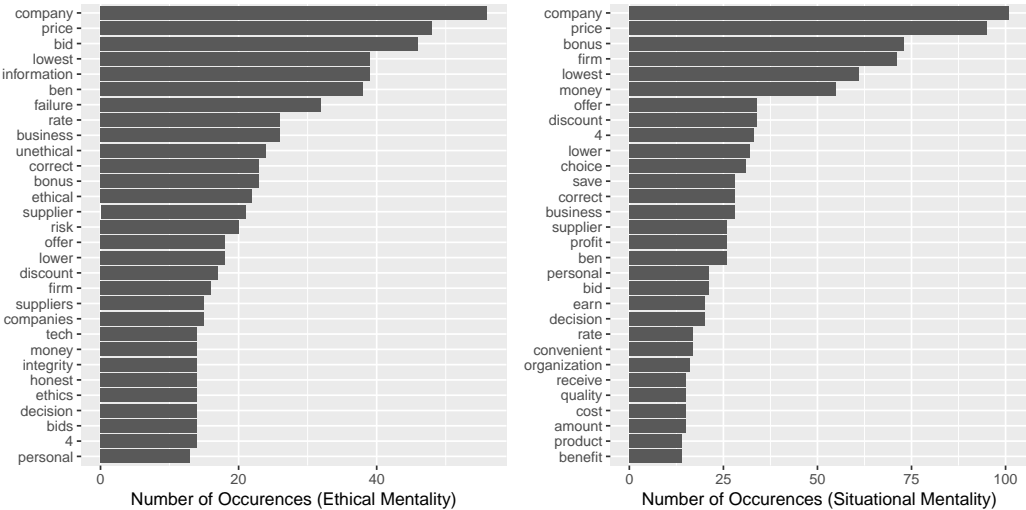 company
price
bid
lowest
information
ben
failure
rate
business
unethical
correct
bonus
ethical
supplier
risk
offer
lower
discount
firm
suppliers
companies
tech
money
integrity
honest
ethics
decision
bids
4
personal
0 20 40
Number of Occurences (Ethical Mentality)
company
price
bonus
firm
lowest
money
offer
discount
4
lower
choice
save
correct
business
supplier
profit
ben
personal
bid
earn
decision
rate
convenient
organization
receive
quality
cost
amount
product
benefit
0 25 50 75 100
Number of Occurences (Situational Mentality)